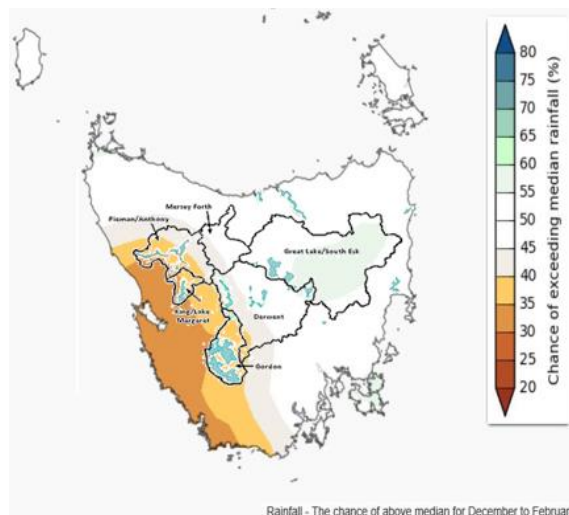 Mersey Forth
Pieman/Anthony
Great Lake/South Esk
King/Lake
Margaret
Derwent
Gordon
80
75
70
65
60
55
50
45
40
35
30
25
20
Chance of exceeding median rainfall (%)
Rainfall - The chance of above median for December to Februar